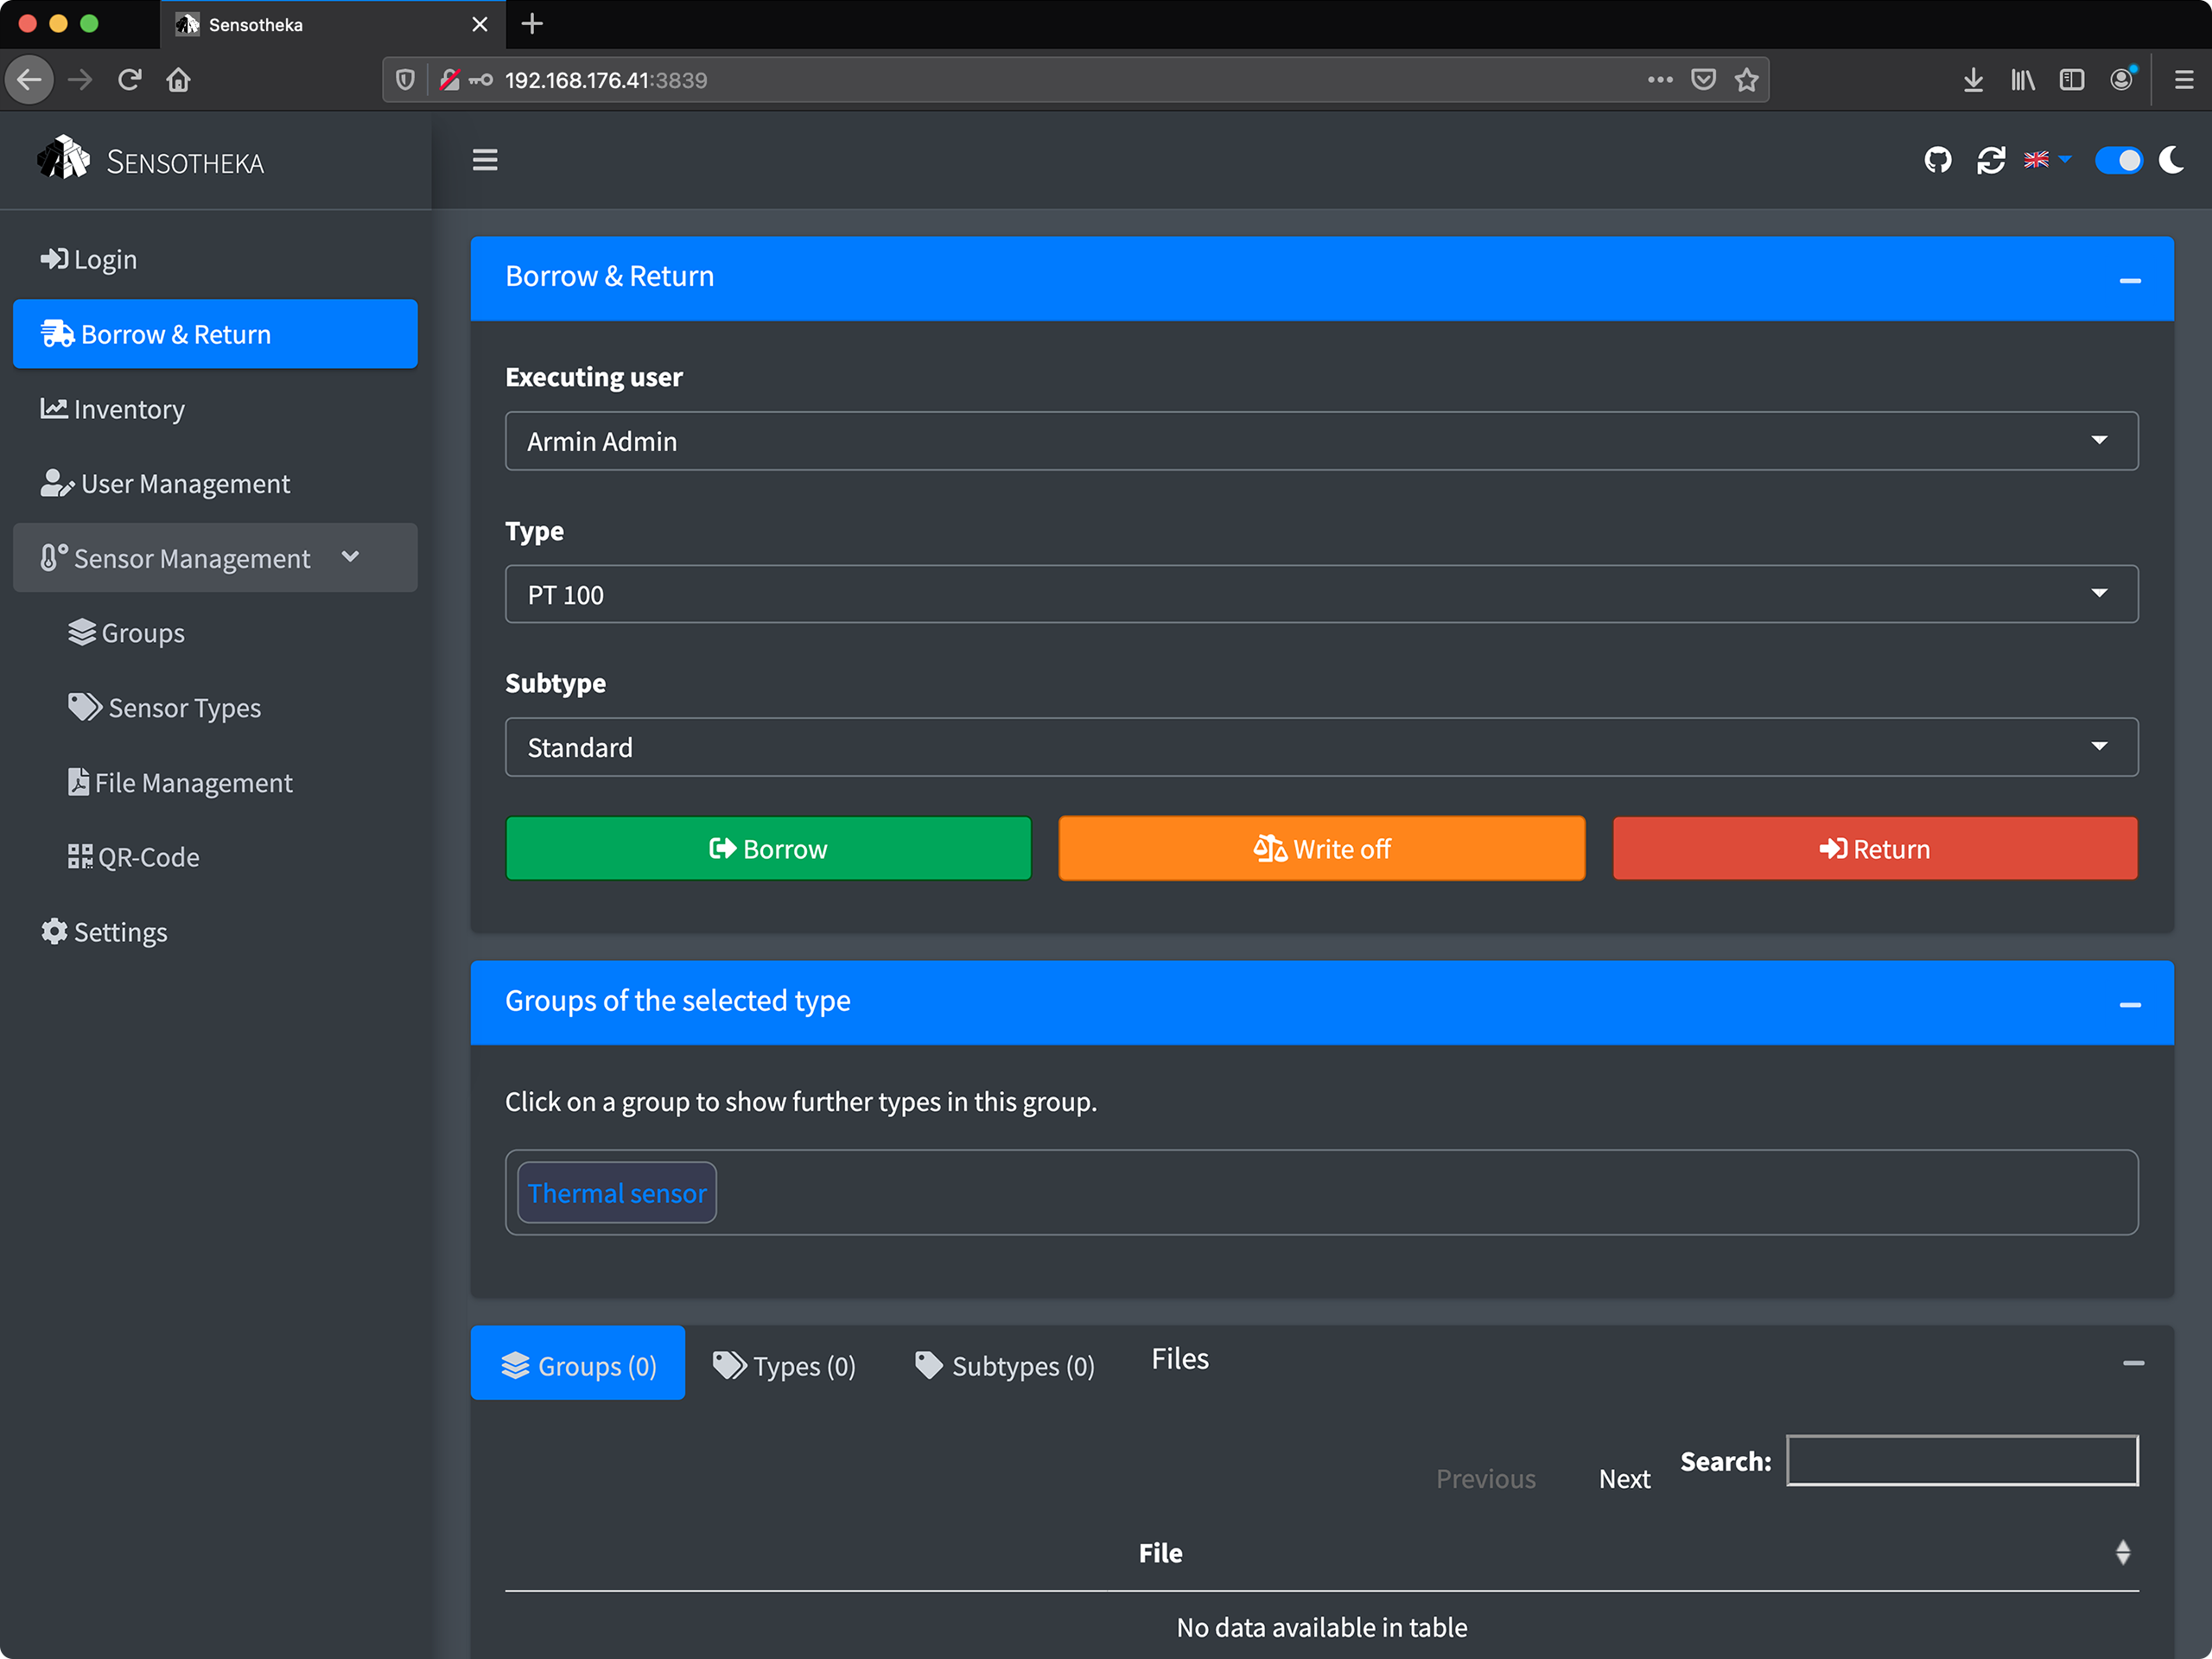 Sensotheka
192.168.176.41:3839
SENSOTHEKA
Login
Borrow & Return
Inventory
User Management
Sensor Management
Groups
Sensor Types
File Management
QR-Code
Settings
Borrow & Return
Executing user
Armin Admin
Type
PT 100
Subtype
Standard
Borrow
Write off
Return
Groups of the selected type
Click on a group to show further types in this group.
Thermal sensor
Groups (0)
Types (0)
Subtypes (0)
Files
Previous
Next
Search:
File
No data available in table